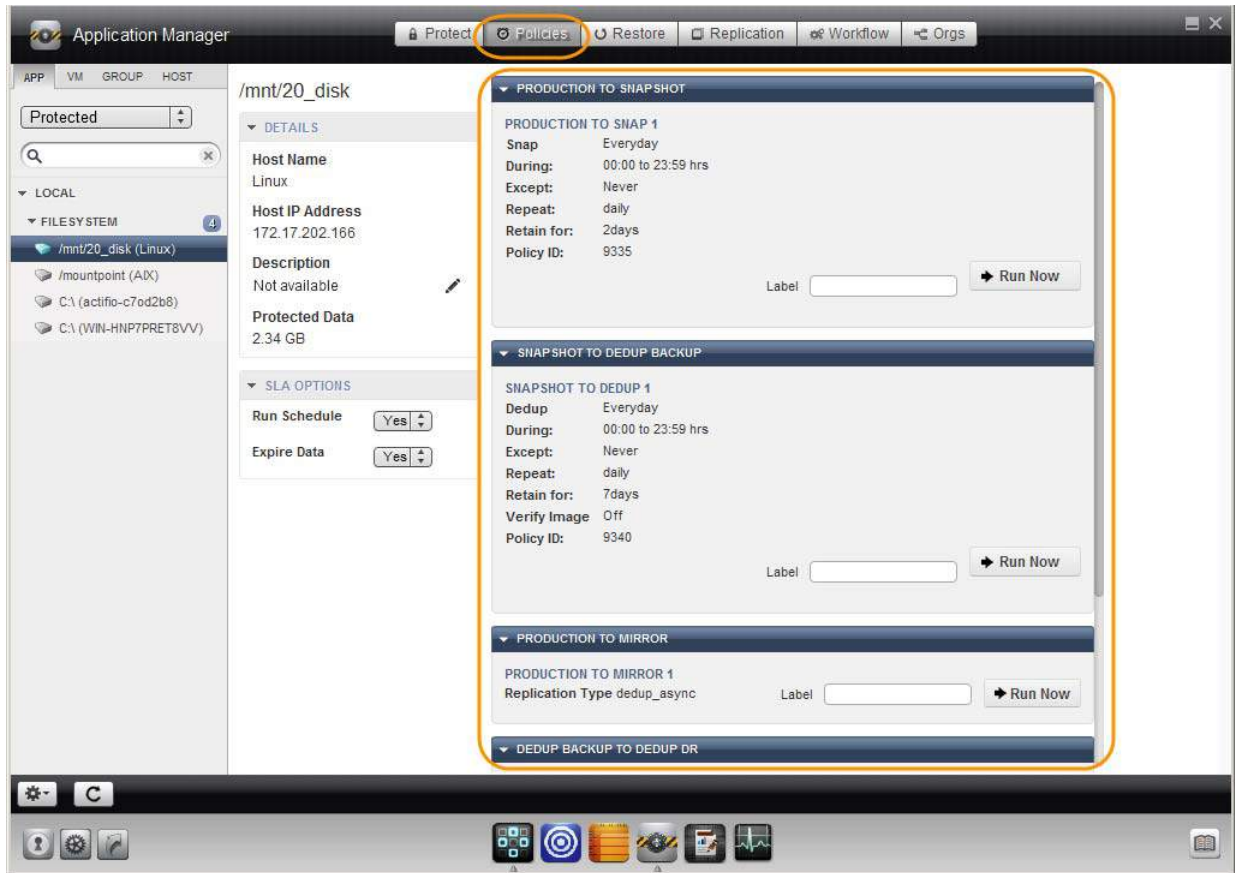 Application Manager
Protect
Policies
Restore
Replication
Workflow
Orgs
APP VM GROUP HOST
Protected
LOCAL
FILESYSTEM 4
/mnt/20_disk (Linux)
/mountpoint (AIX)
C:\ (actifio-c7od2b8)
C:\ (WIN-HNP7PRET8VV)
/mnt/20_disk
DETAILS
Host Name
Linux
Host IP Address
172.17.202.166
Description
Not available
Protected Data
2.34 GB
SLA OPTIONS
Run Schedule Yes
Expire Data Yes
PRODUCTION TO SNAPSHOT
PRODUCTION TO SNAP 1
Snap Everyday
During: 00:00 to 23:59 hrs
Except: Never
Repeat: daily
Retain for: 2days
Policy ID: 9335
Label Run Now
SNAPSHOT TO DEDUP BACKUP
SNAPSHOT TO DEDUP 1
Dedup Everyday
During: 00:00 to 23:59 hrs
Except: Never
Repeat: daily
Retain for: 7days
Verify Image Off
Policy ID: 9340
Label Run Now
PRODUCTION TO MIRROR
PRODUCTION TO MIRROR 1
Replication Type dedup_async Label Run Now
DEDUP BACKUP TO DEDUP DR